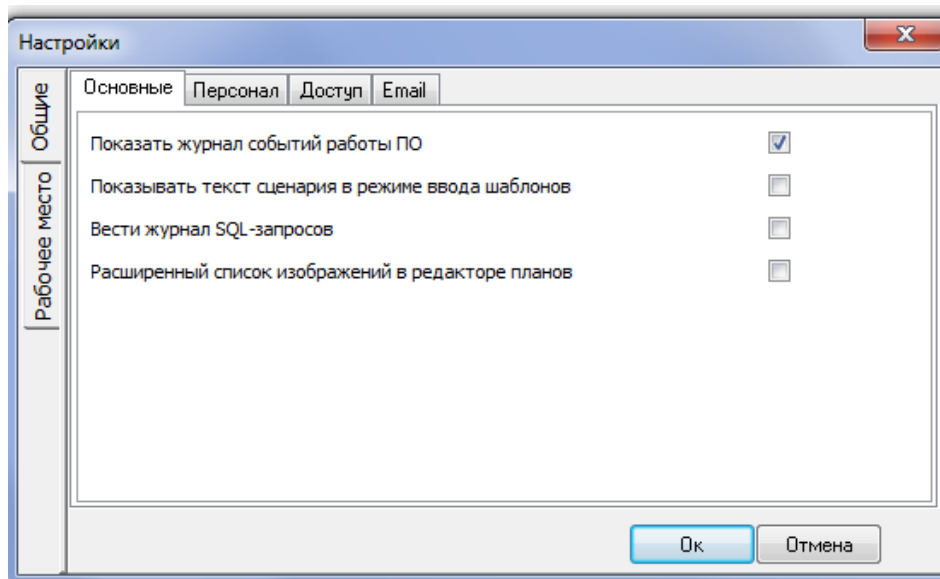 Настройки
Общие
Рабочее место
Основные Персонал Доступ Email
Показать журнал событий работы ПО
Показывать текст сценария в режиме ввода шаблонов
Вести журнал SQL-запросов
Расширенный список изображений в редакторе планов
Ок Отмена